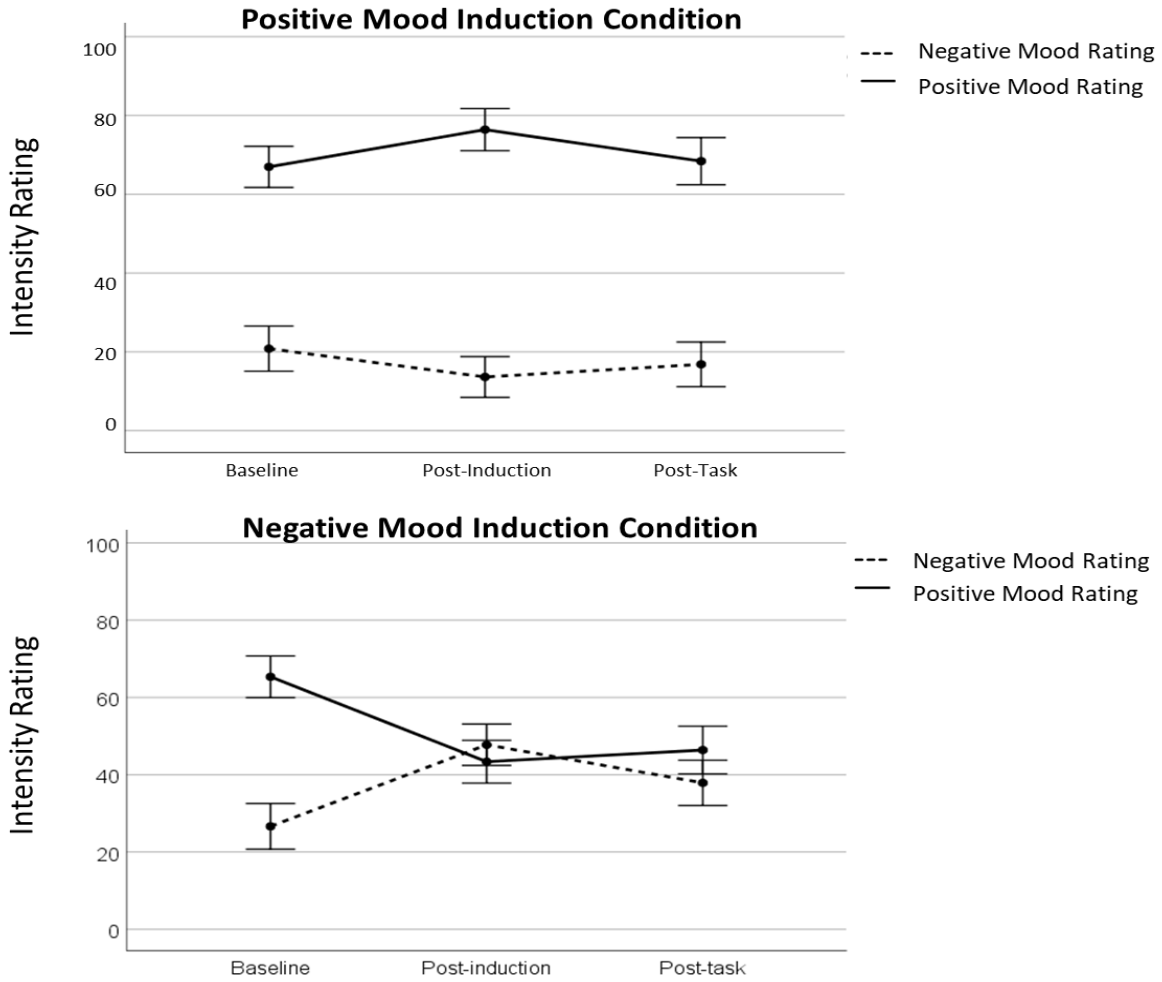 Positive Mood Induction Condition
Negative Mood Rating
Positive Mood Rating
Intensity Rating
100
80
60
40
20
0
Baseline Post-Induction Post-Task
Negative Mood Induction Condition
Negative Mood Rating
Positive Mood Rating
Intensity Rating
100
80
60
40
20
0
Baseline Post-induction Post-task